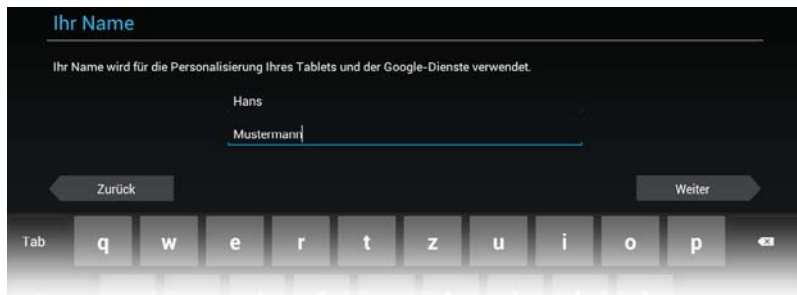 Ihr Name
Ihr Name wird für die Personalisierung Ihres Tablets und der Google-Dienste verwendet.
Hans
Mustermann
Zurück Weiter
Tab q w e r t z u i o p